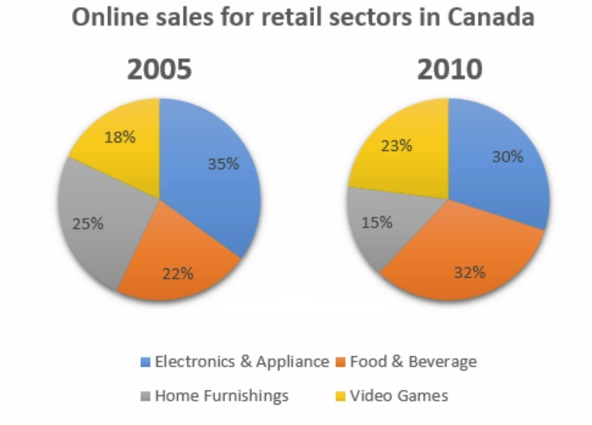 Online sales for retail sectors in Canada
2005
2010
18%
35%
25%
22%
23%
30%
15%
32%
Electronics & Appliance
Food & Beverage
Home Furnishings
Video Games